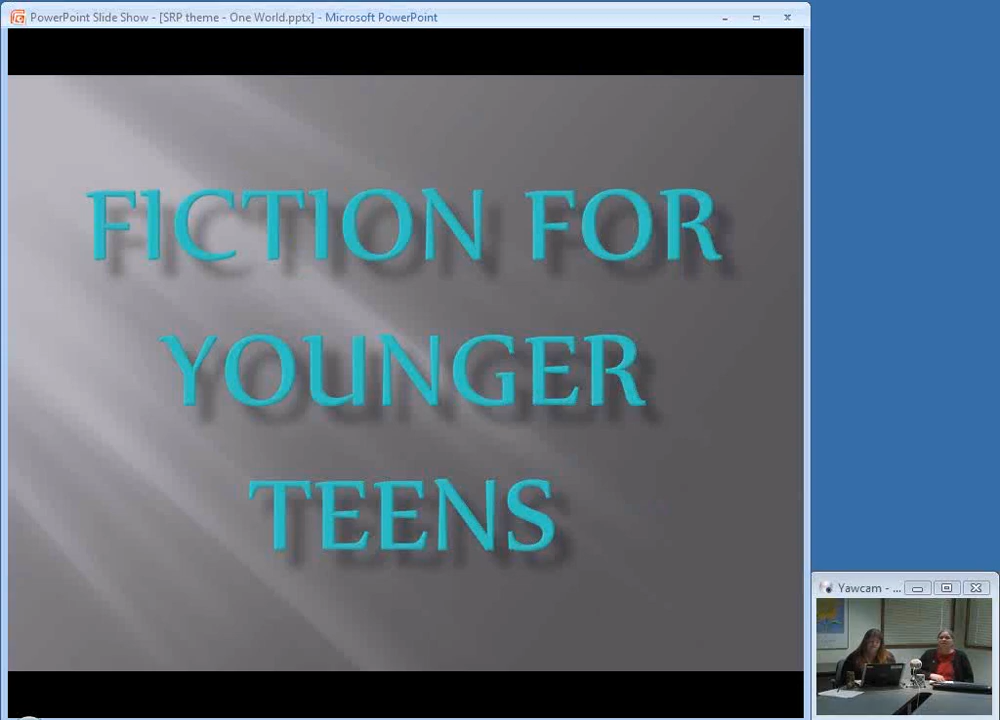 PowerPoint Slide Show - [SRP theme - One World.pptx] - Microsoft PowerPoint
FICTION FOR
YOUNGER
TEENS
Yawcam - ...